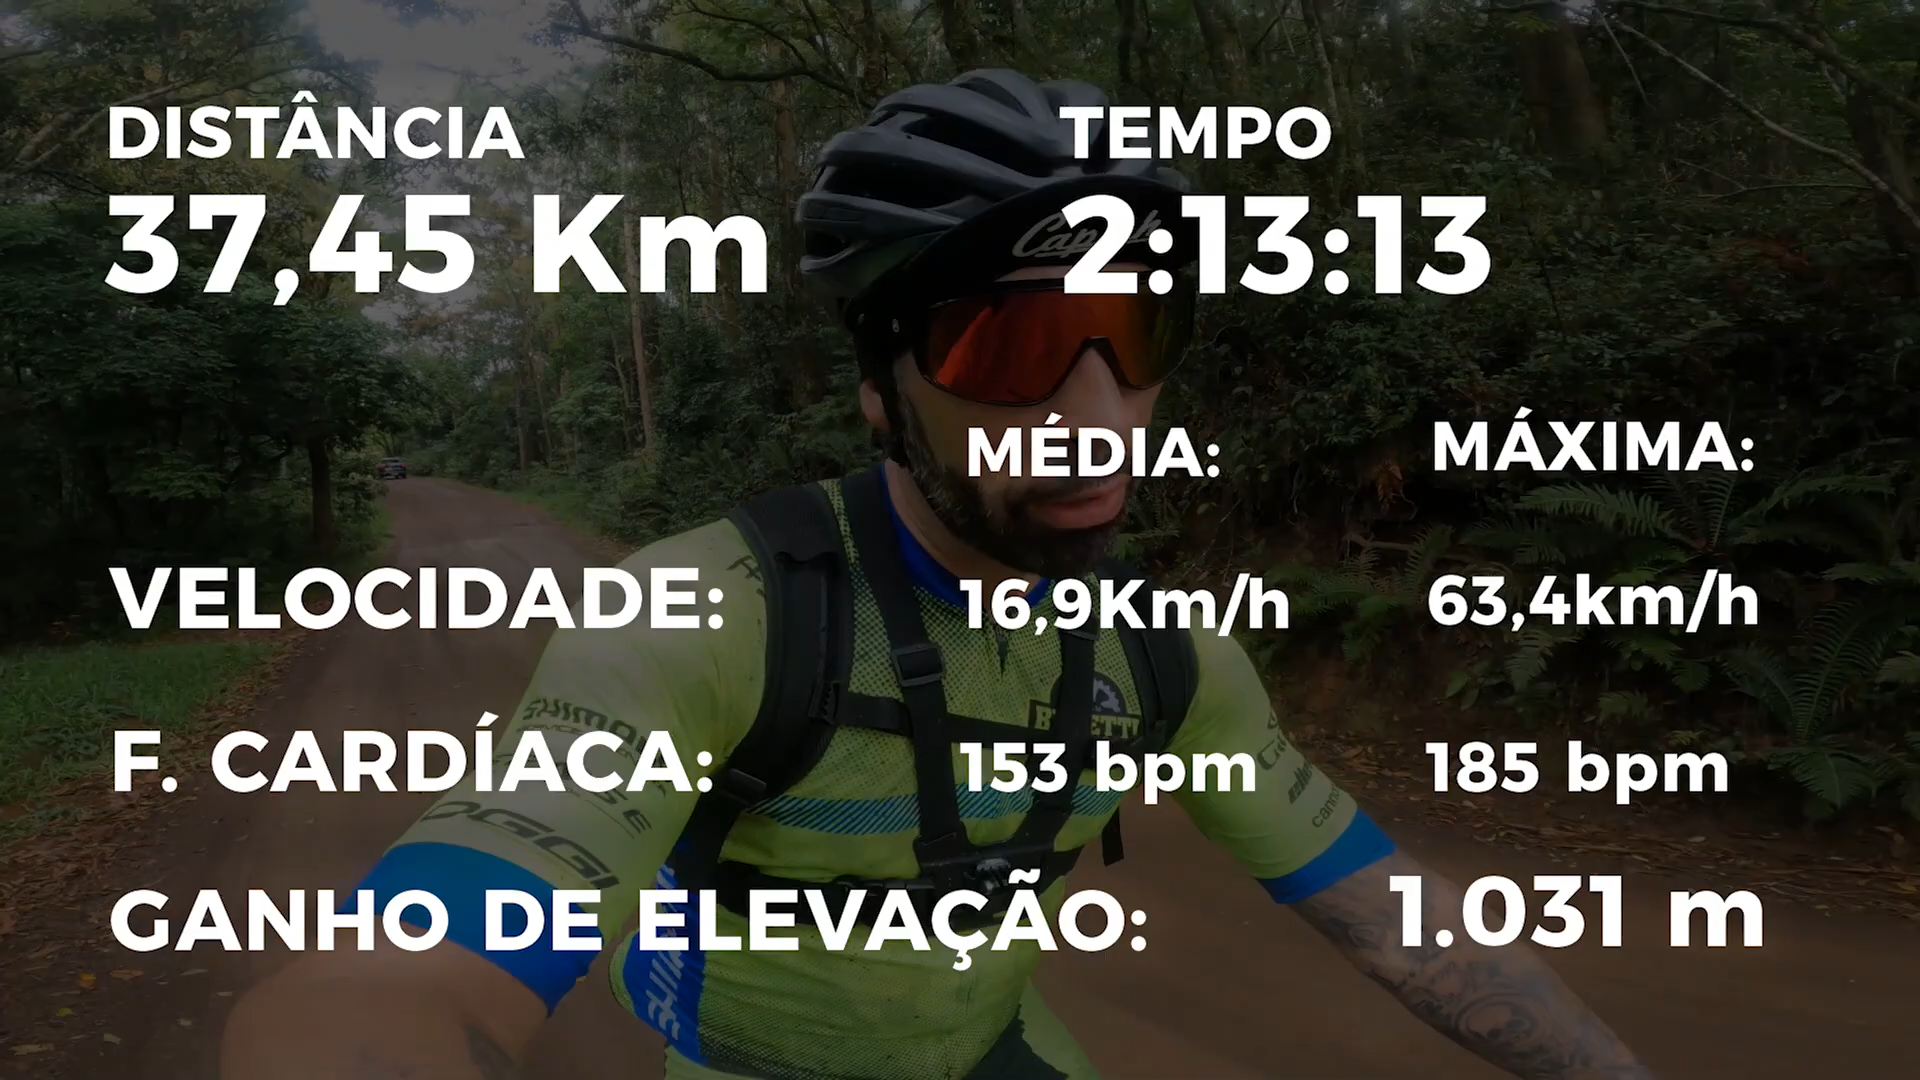 DISTÂNCIA
37,45 Km
TEMPO
2:13:13
MÉDIA: MÁXIMA:
VELOCIDADE: 16,9Km/h 63,4km/h
F. CARDÍACA: 153 bpm 185 bpm
GANHO DE ELEVAÇÃO: 1.031 m
OGGI